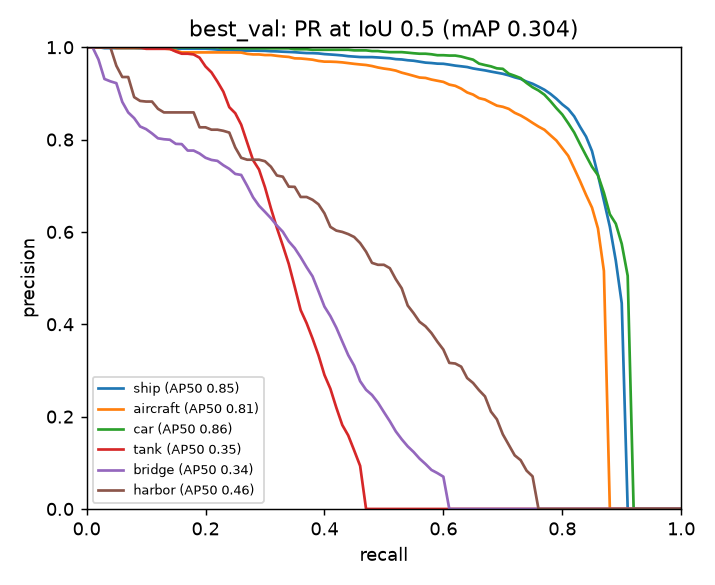 best_val: PR at IoU 0.5 (mAP 0.304)
1.0
0.8
0.6
0.4
0.2
0.0
precision
ship (AP50 0.85)
aircraft (AP50 0.81)
car (AP50 0.86)
tank (AP50 0.35)
bridge (AP50 0.34)
harbor (AP50 0.46)
0.0 0.2 0.4 0.6 0.8 1.0
recall